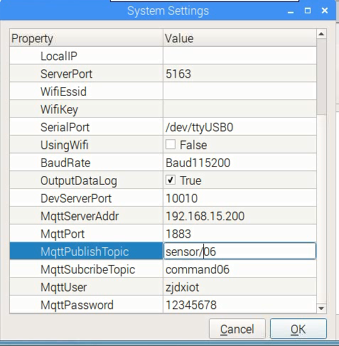 System Settings
Property Value
LocalIP
ServerPort 5163
WifiEssid
WifiKey
SerialPort /dev/ttyUSB0
UsingWifi False
BaudRate Baud115200
OutputDataLog True
DevServerPort 10010
MqttServerAddr 192.168.15.200
MqttPort 1883
MqttPublishTopic sensor/06
MqttSubcribeTopic command06
MqttUser zjdxiot
MqttPassword 12345678
Cancel OK